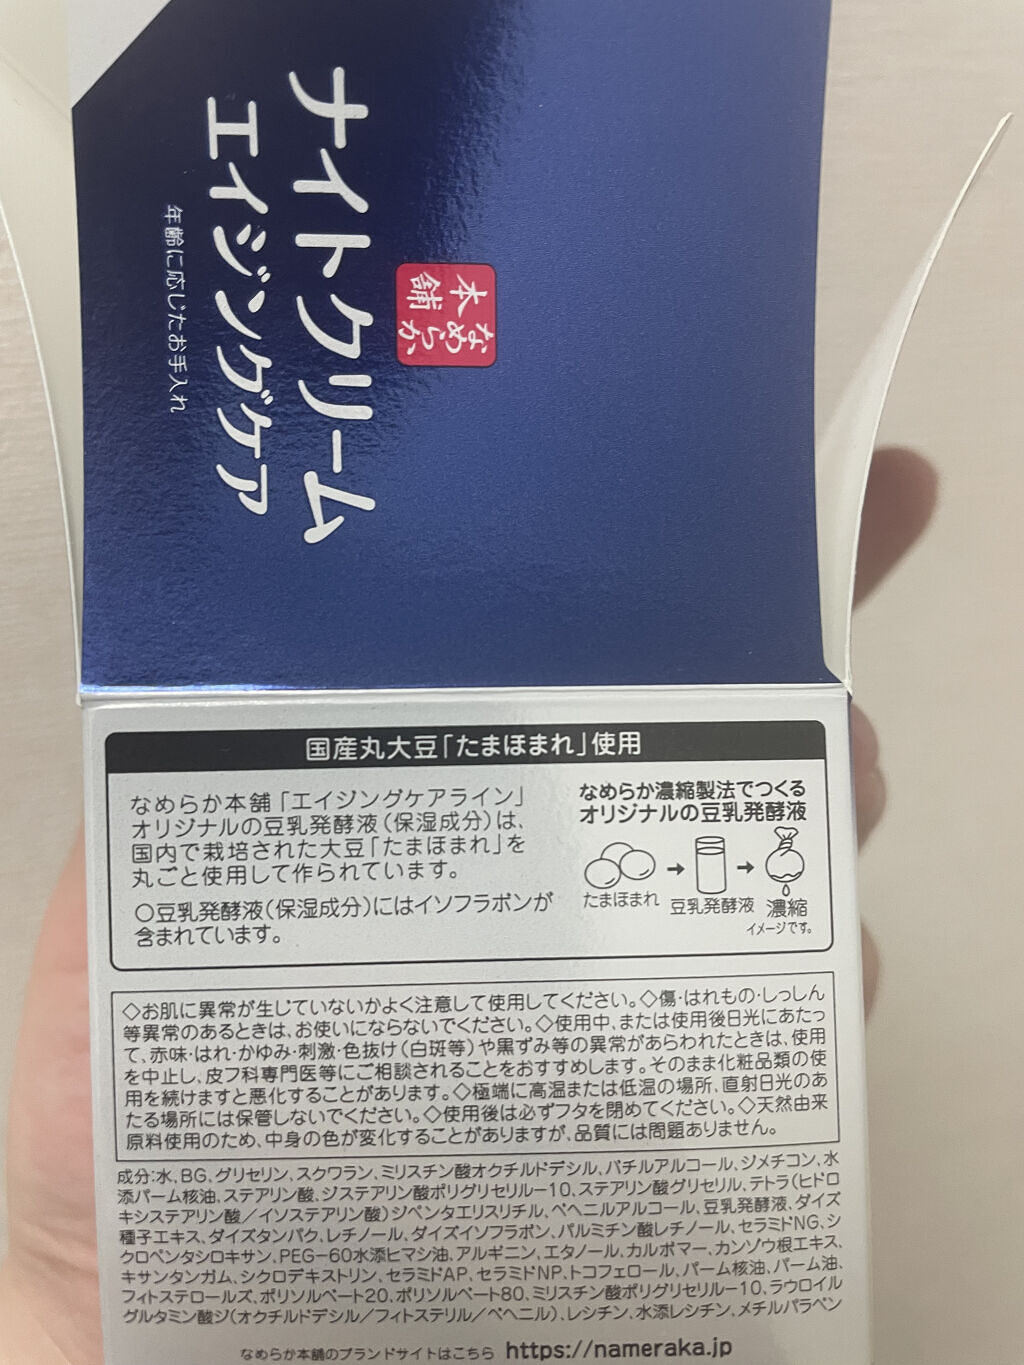 なめらか
本舗
ナイトクリーム
エイジングケア
年齢に応じたお手入れ
国産丸大豆「たまほまれ」使用
なめらか本舗「エイジングケアライン」
オリジナルの豆乳発酵液(保湿成分)は、
国内で栽培された大豆「たまほまれ」を
丸ごと使用して作られています。
○豆乳発酵液(保湿成分)にはイソフラボンが
含まれています。
なめらか濃縮製法でつくる
オリジナルの豆乳発酵液
たまほまれ
豆乳発酵液
濃縮
イメージです。
◇お肌に異常が生じていないかよく注意して使用してください。◇傷・はれもの・しっしん
等異常のあるときは、お使いにならないでください。◇使用中、または使用後日光にあたっ
て、赤味・はれ・かゆみ・刺激・色抜け(白斑等)や黒ずみ等の異常があらわれたときは、使用
を中止し、皮フ科専門医等にご相談されることをおすすめします。そのまま化粧品類の使
用を続けますと悪化することがあります。◇極端に高温または低温の場所、直射日光のあ
たる場所には保管しないでください。◇使用後は必ずフタを閉めてください。◇天然由来
原料使用のため、中身の色が変化することがありますが、品質には問題ありません。
成分:水、BG、グリセリン、スクワラン、ミリスチン酸オクチルドデシル、バチルアルコール、ジメチコン、水
添パーム核油、ステアリン酸、ジステアリン酸ポリグリセリル-10、ステアリン酸グリセリル、テトラ(ヒドロ
キシステアリン酸/イソステアリン酸)ジペンタエリスリチル、ベヘニルアルコール、豆乳発酵液、ダイズ
種子エキス、ダイズタンパク、レチノール、ダイズイソフラボン、パルミチン酸レチノール、セラミドNG、シ
クロペンタシロキサン、PEG-60水添ヒマシ油、アルギニン、エタノール、カルボマー、カンゾウ根エキス、
キサンタンガム、シクロデキストリン、セラミドAP、セラミドNP、トコフェロール、パーム核油、パーム油、
フィトステロールズ、ポリソルベート20、ポリソルベート80、ミリスチン酸ポリグリセリル-10、ラウロイル
グルタミン酸ジ(オクチルドデシル/フィトステリル/ベヘニル)、レシチン、水添レシチン、メチルパラベン
なめらか本舗のブランドサイトはこちら https://nameraka.jp